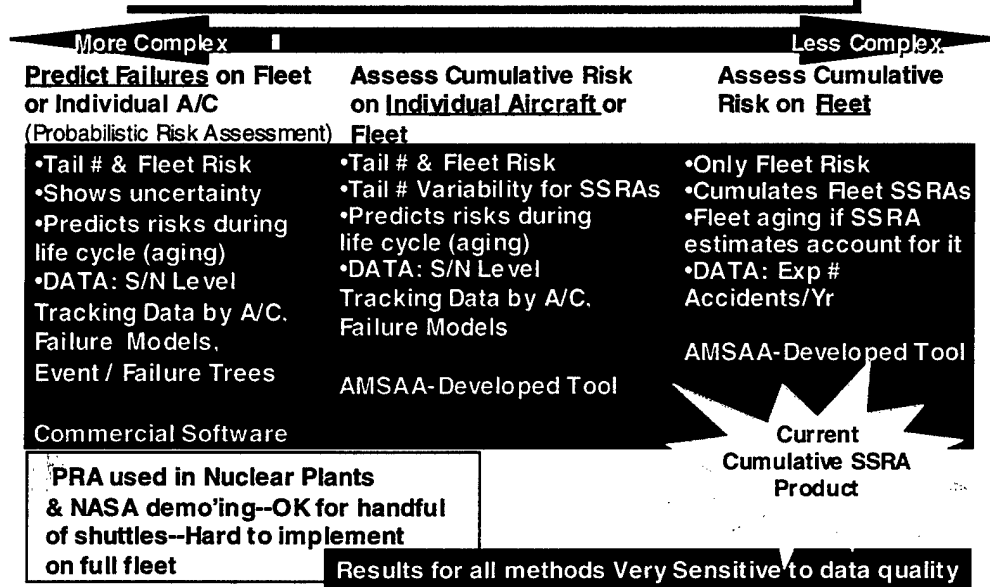 More Complex
Less Complex
Predict Failures on Fleet
or Individual A/C
(Probabilistic Risk Assessment)
Assess Cumulative Risk
on Individual Aircraft or
Fleet
Assess Cumulative
Risk on Fleet
•Tail # & Fleet Risk
•Shows uncertainty
•Predicts risks during
life cycle (aging)
•DATA: S/N Level
Tracking Data by A/C.
Failure Models,
Event / Failure Trees
Commercial Software
•Tail # & Fleet Risk
•Tail # Variability for SSRAs
•Predicts risks during
life cycle (aging)
•DATA: S/N Level
Tracking Data by A/C.
Failure Models
AMSAA-Developed Tool
•Only Fleet Risk
•Cumulates Fleet SSRAs
•Fleet aging if SSRA
estimates account for it
•DATA: Exp #
Accidents/Yr
AMSAA-Developed Tool
Current
Cumulative SSRA
Product
PRA used in Nuclear Plants
& NASA demo'ing--OK for handful
of shuttles--Hard to implement
on full fleet
Results for all methods Very Sensitive to data quality